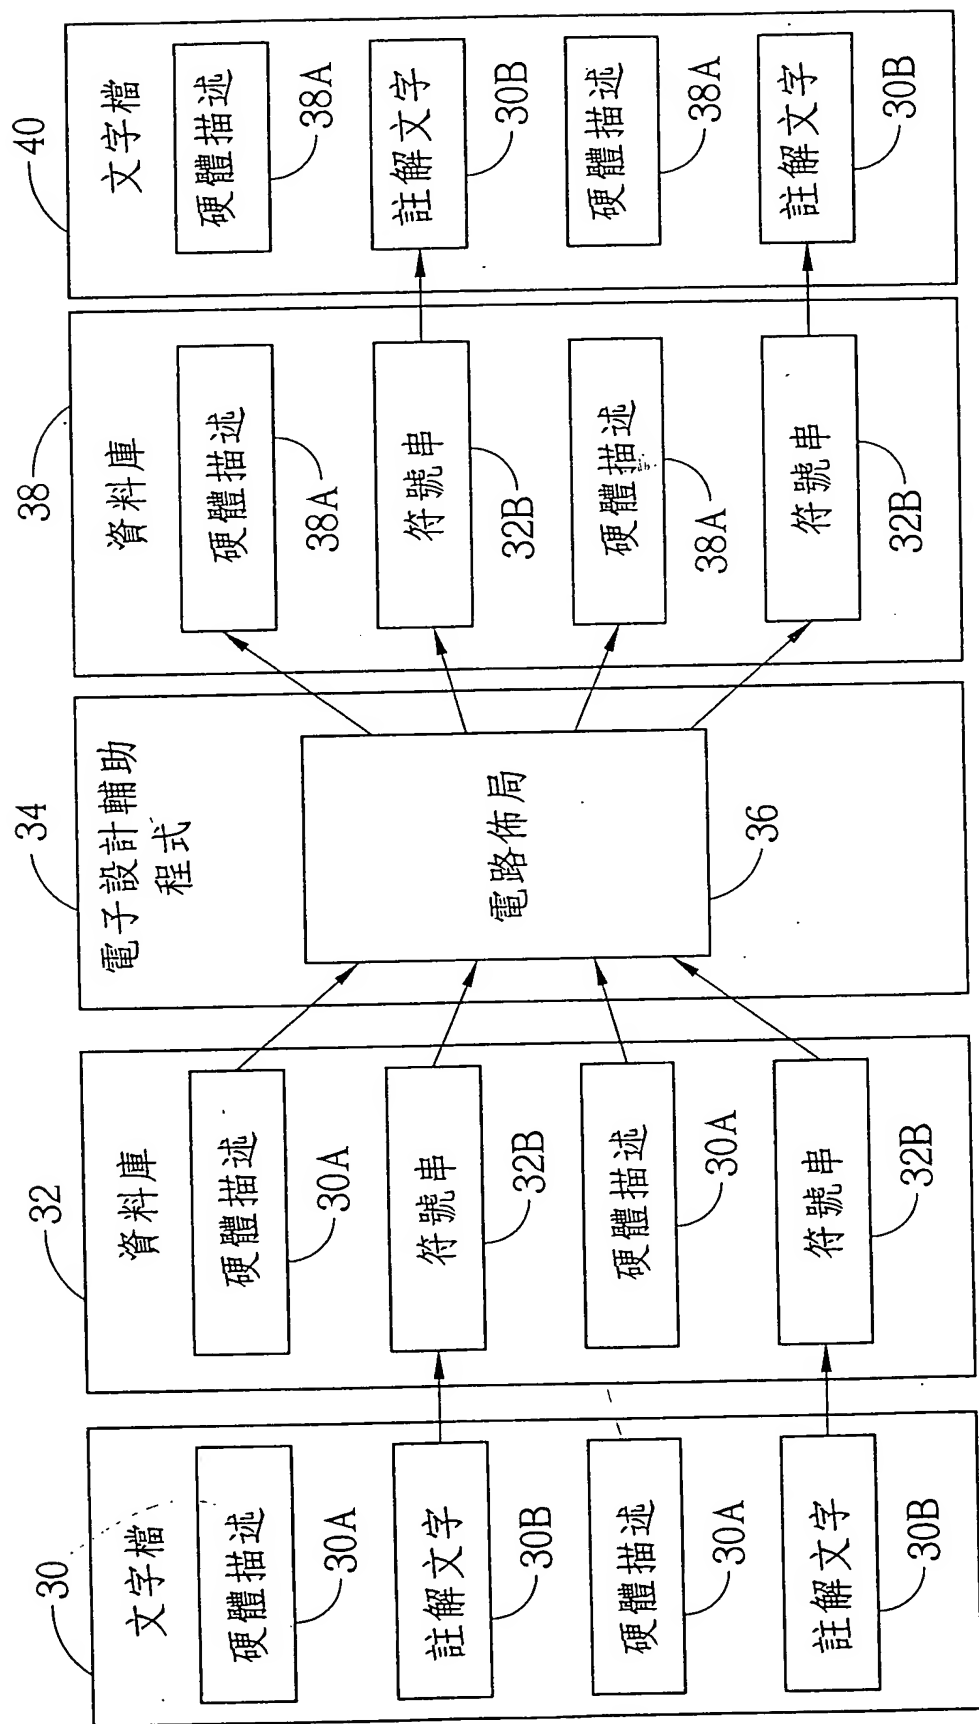 30
文字檔
硬體描述
30A
註解文字
30B
硬體描述
30A
註解文字
30B
32
資料庫
硬體描述
30A
符號串
32B
硬體描述
30A
符號串
32B
34
電子設計輔助
程式
電路佈局
36
38
資料庫
硬體描述
38A
符號串
32B
硬體描述
38A
符號串
32B
40
文字檔
硬體描述
38A
註解文字
30B
硬體描述
38A
註解文字
30B